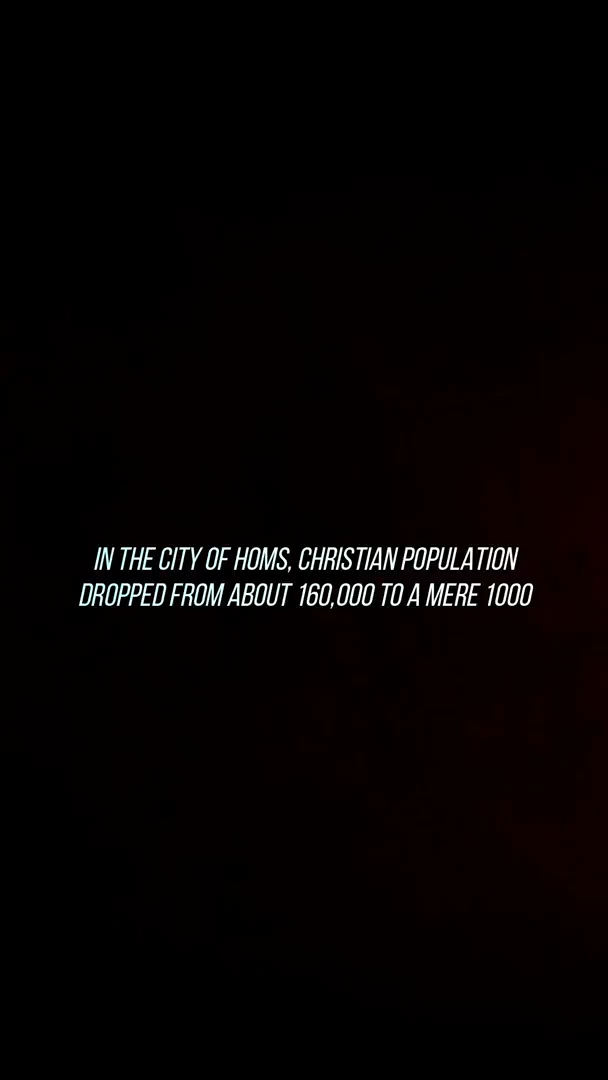 IN THE CITY OF HOMS, CHRISTIAN POPULATION
DROPPED FROM ABOUT 160,000 TO A MERE 1000